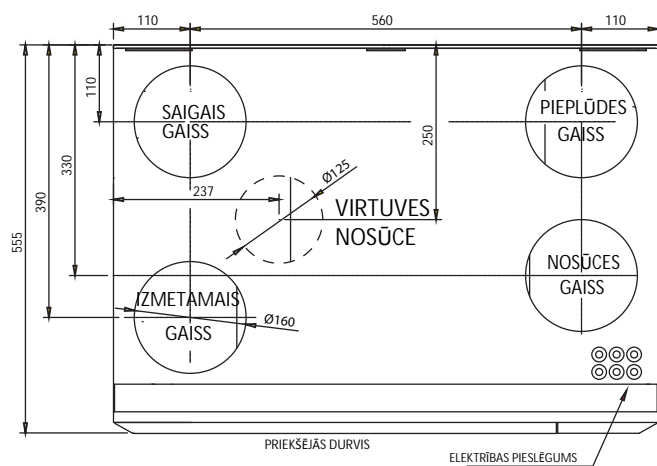 110
560
110
SAIGAIS
GAISS
PIEPLŪDES
GAISS
110
250
330
390
555
237
Ø125
VIRTUVES
NOSŪCE
NOSŪCES
GAISS
IZMETAMAIS
GAISS
Ø160
PRIEKŠĒJĀS DURVIS
ELEKTRĪBAS PIESLĒGUMS